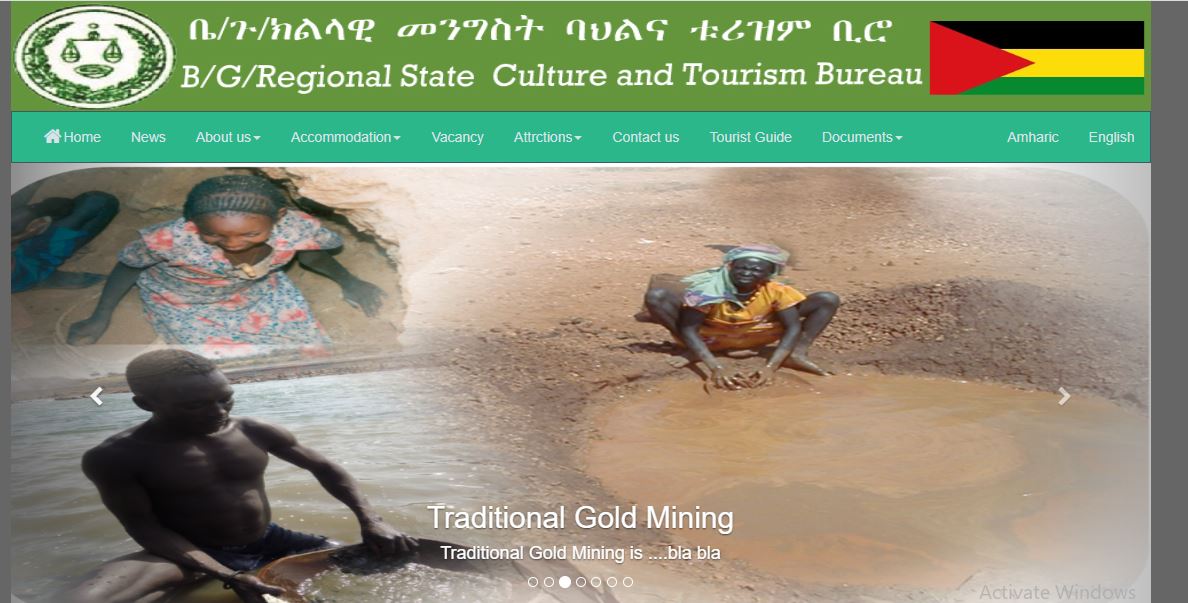 ቤ/ጉ/ክልላዊ መንግስት ባህልና ቱሪዝም ቢሮ
B/G/Regional State Culture and Tourism Bureau
Home News About us Accommodation Vacancy Attrctions Contact us Tourist Guide Documents Amharic English
Traditional Gold Mining
Traditional Gold Mining is ....bla bla
Activate Windows